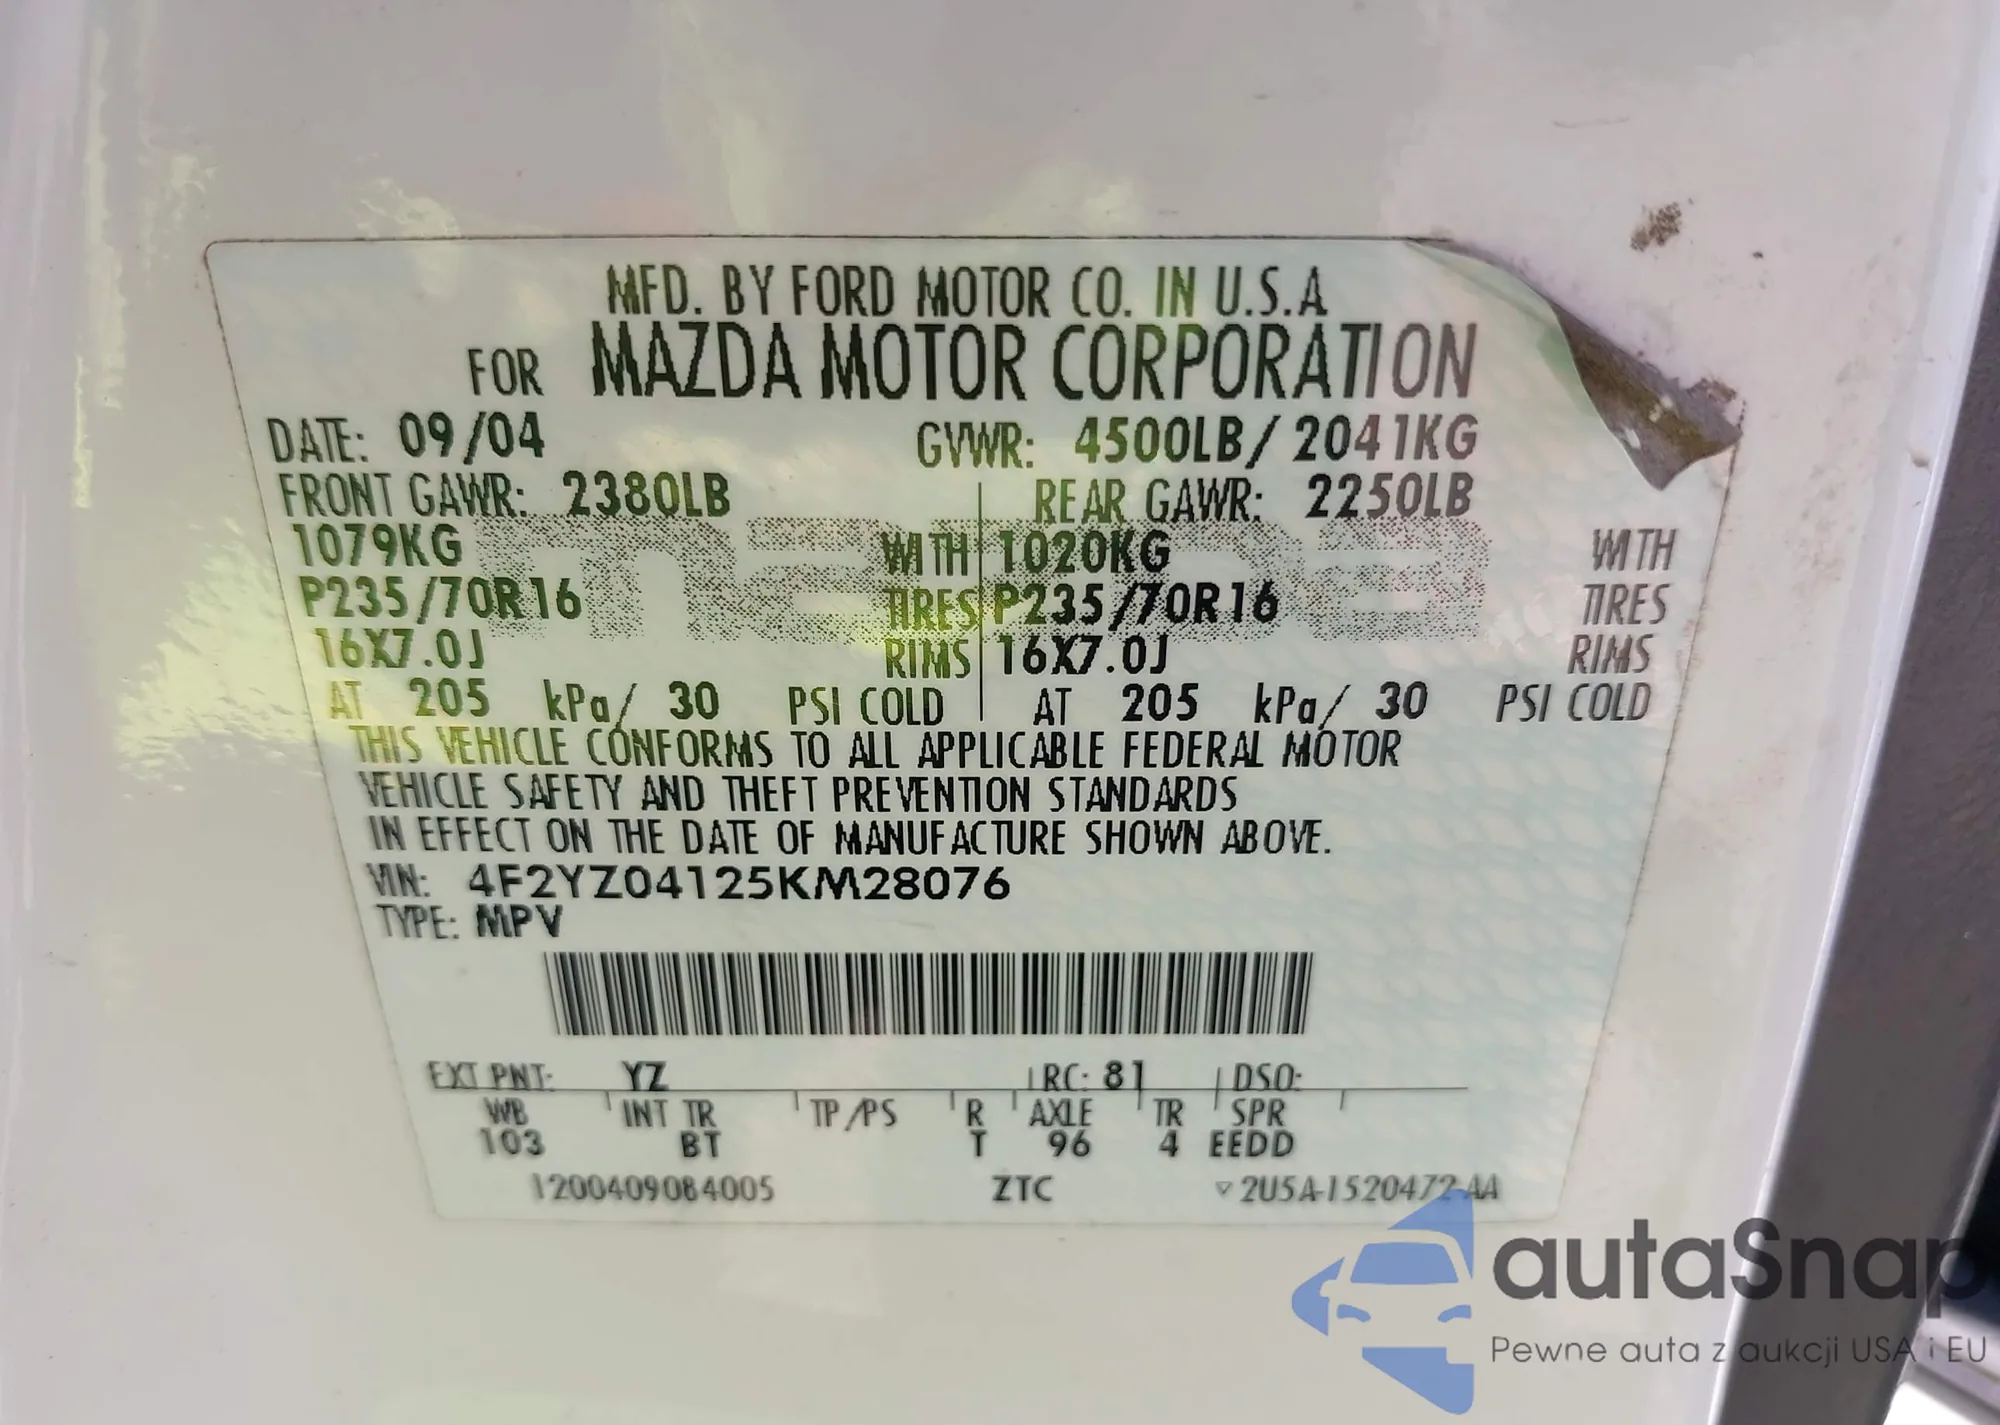 MFD. BY FORD MOTOR CO. IN U.S.A
FOR MAZDA MOTOR CORPORATION
DATE: 09/04 GVWR: 4500LB/ 2041KG
FRONT GAWR: 2380LB REAR GAWR: 2250LB
1079KG WITH 1020KG WITH
P235/70R16 TIRES P235/70R16 TIRES
16X7.0J RIMS 16X7.0J RIMS
AT 205 kPa/ 30 PSI COLD AT 205 kPa/ 30 PSI COLD
THIS VEHICLE CONFORMS TO ALL APPLICABLE FEDERAL MOTOR
VEHICLE SAFETY AND THEFT PREVENTION STANDARDS
IN EFFECT ON THE DATE OF MANUFACTURE SHOWN ABOVE.
VIN: 4F2YZ04125KM28076
TYPE: MPV
EXT PNT: YZ RC: 81 DSO:
WB INT TR TP/PS R AXLE TR SPR
103 BT T 96 4 EEDD
1200409084005 ZTC 2U5A-1520472-AA
autaSnap
Pewne auta z aukcji USA i EU